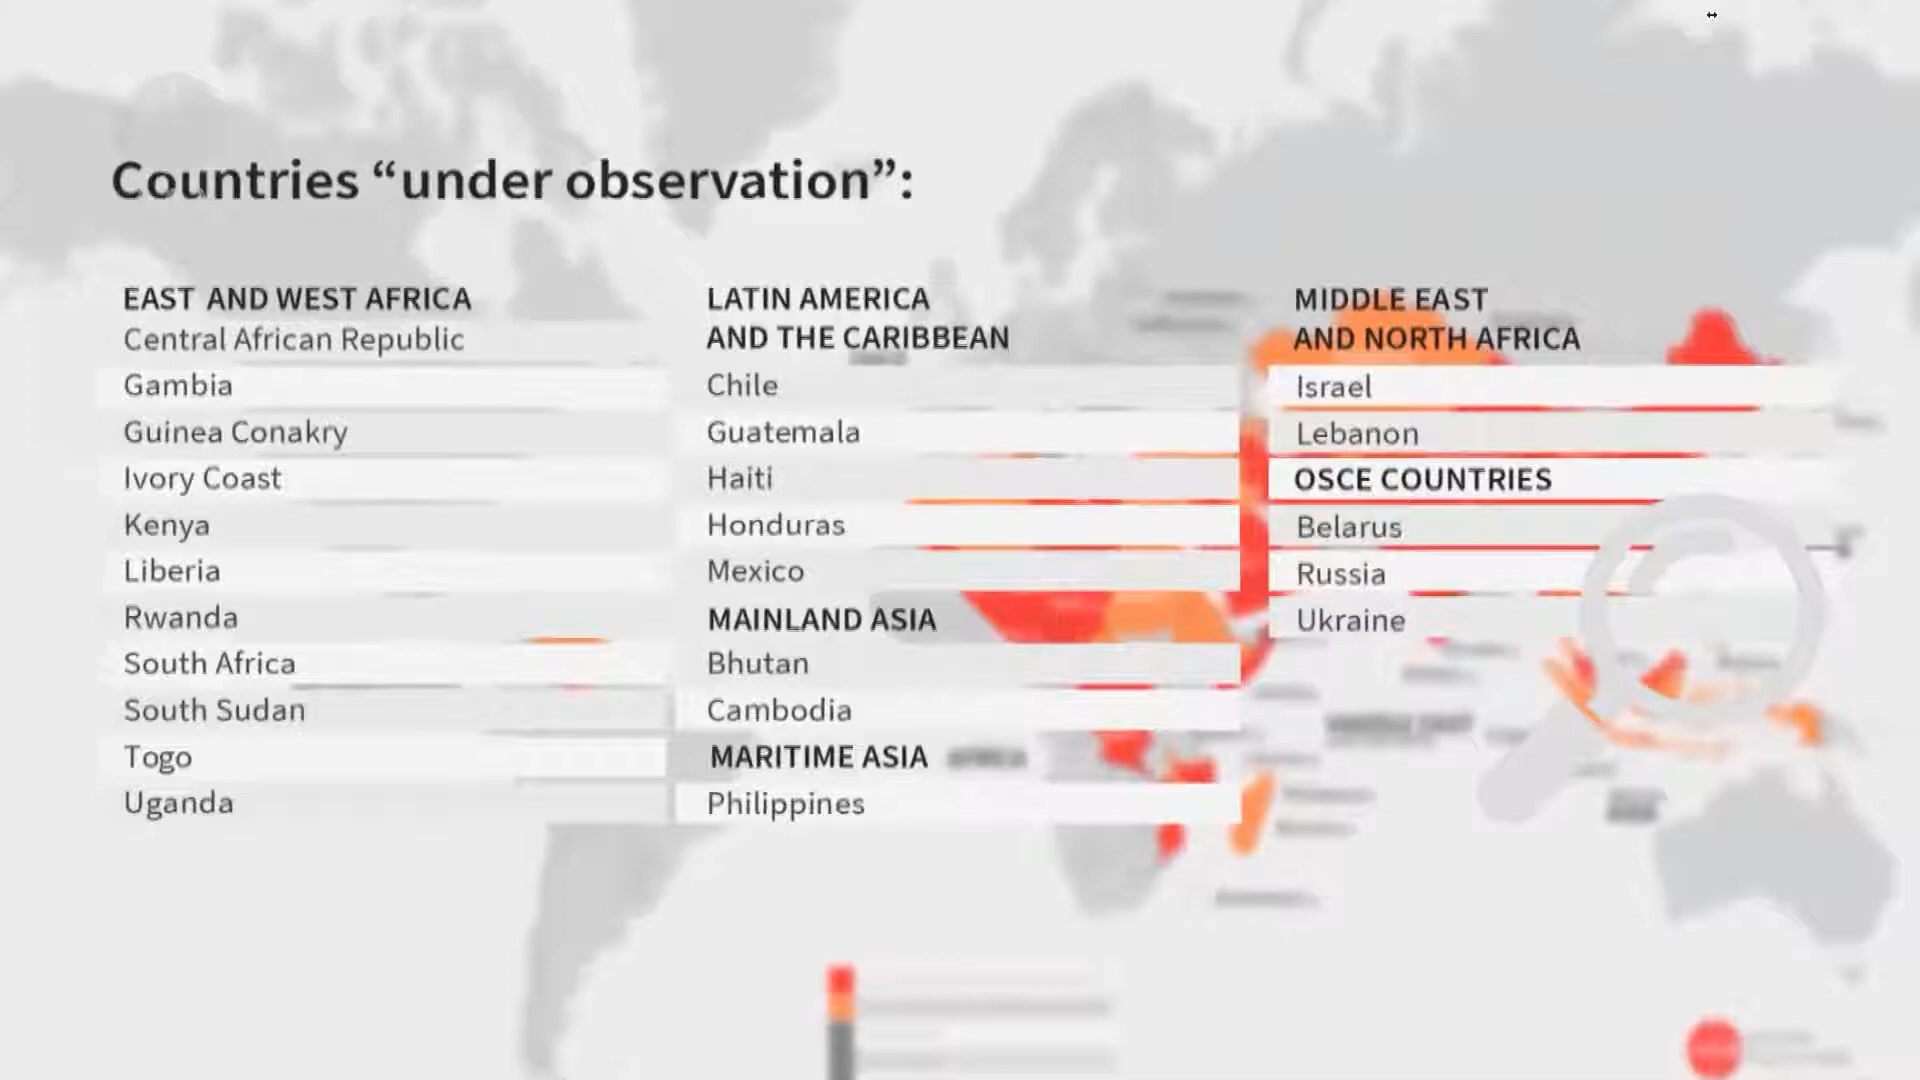 Countries “under observation”:
EAST AND WEST AFRICA
Central African Republic
Gambia
Guinea Conakry
Ivory Coast
Kenya
Liberia
Rwanda
South Africa
South Sudan
Togo
Uganda
LATIN AMERICA
AND THE CARIBBEAN
Chile
Guatemala
Haiti
Honduras
Mexico
MAINLAND ASIA
Bhutan
Cambodia
MARITIME ASIA
Philippines
MIDDLE EAST
AND NORTH AFRICA
Israel
Lebanon
OSCE COUNTRIES
Belarus
Russia
Ukraine